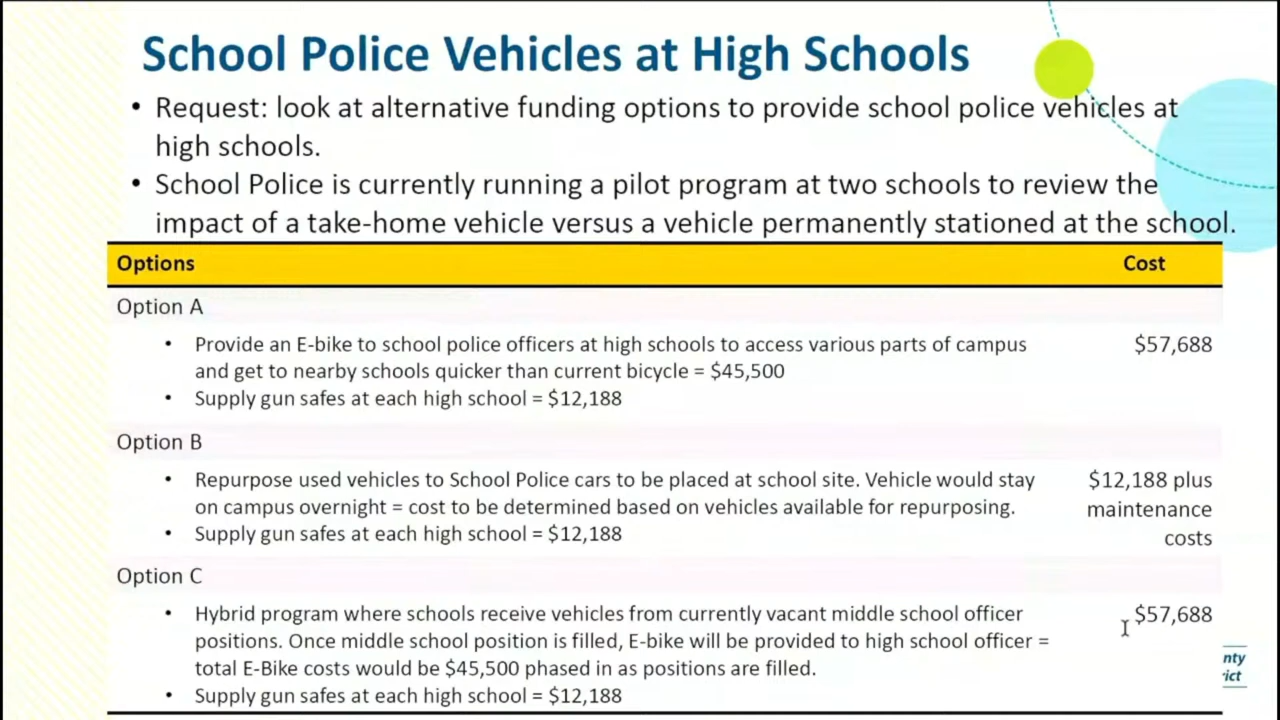 School Police Vehicles at High Schools
• Request: look at alternative funding options to provide school police vehicles at
high schools.
• School Police is currently running a pilot program at two schools to review the
impact of a take-home vehicle versus a vehicle permanently stationed at the school.
Options Cost
Option A
• Provide an E-bike to school police officers at high schools to access various parts of campus $57,688
and get to nearby schools quicker than current bicycle = $45,500
• Supply gun safes at each high school = $12,188
Option B
• Repurpose used vehicles to School Police cars to be placed at school site. Vehicle would stay $12,188 plus
on campus overnight = cost to be determined based on vehicles available for repurposing. maintenance
• Supply gun safes at each high school = $12,188 costs
Option C
• Hybrid program where schools receive vehicles from currently vacant middle school officer $57,688
positions. Once middle school position is filled, E-bike will be provided to high school officer =
total E-Bike costs would be $45,500 phased in as positions are filled.
• Supply gun safes at each high school = $12,188
nty
ict